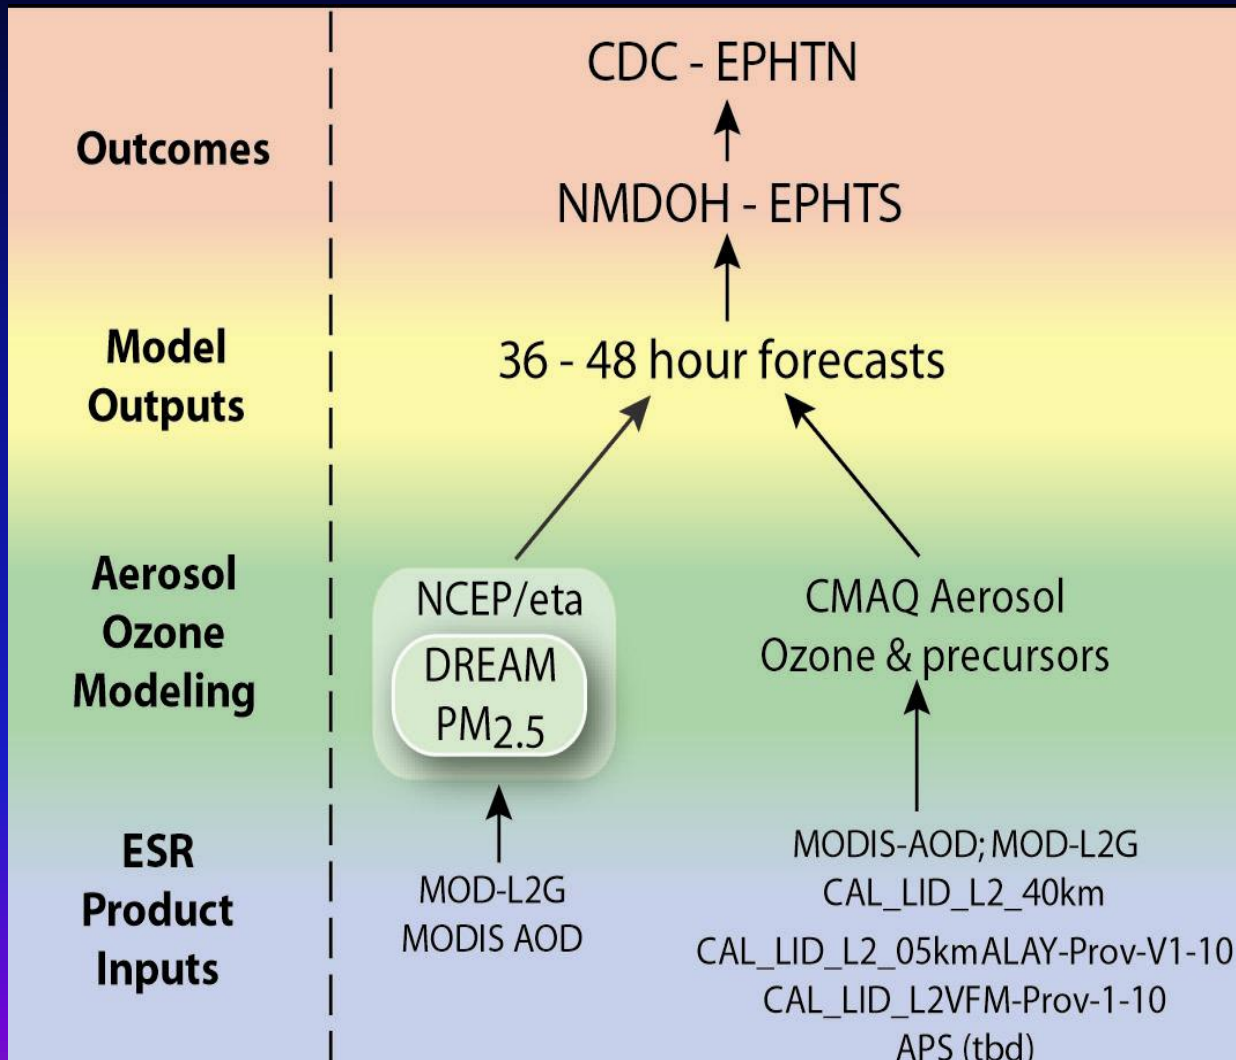 CDC - EPHTN
Outcomes
NMDOH - EPHTS
Model
Outputs
36 - 48 hour forecasts
Aerosol
Ozone
Modeling
NCEP/eta
DREAM
PM2.5
CMAQ Aerosol
Ozone & precursors
ESR
Product
Inputs
MOD-L2G
MODIS AOD
MODIS-AOD; MOD-L2G
CAL_LID_L2_40km
CAL_LID_L2_05kmALAY-Prov-V1-10
CAL_LID_L2VFM-Prov-1-10
APS (tbd)